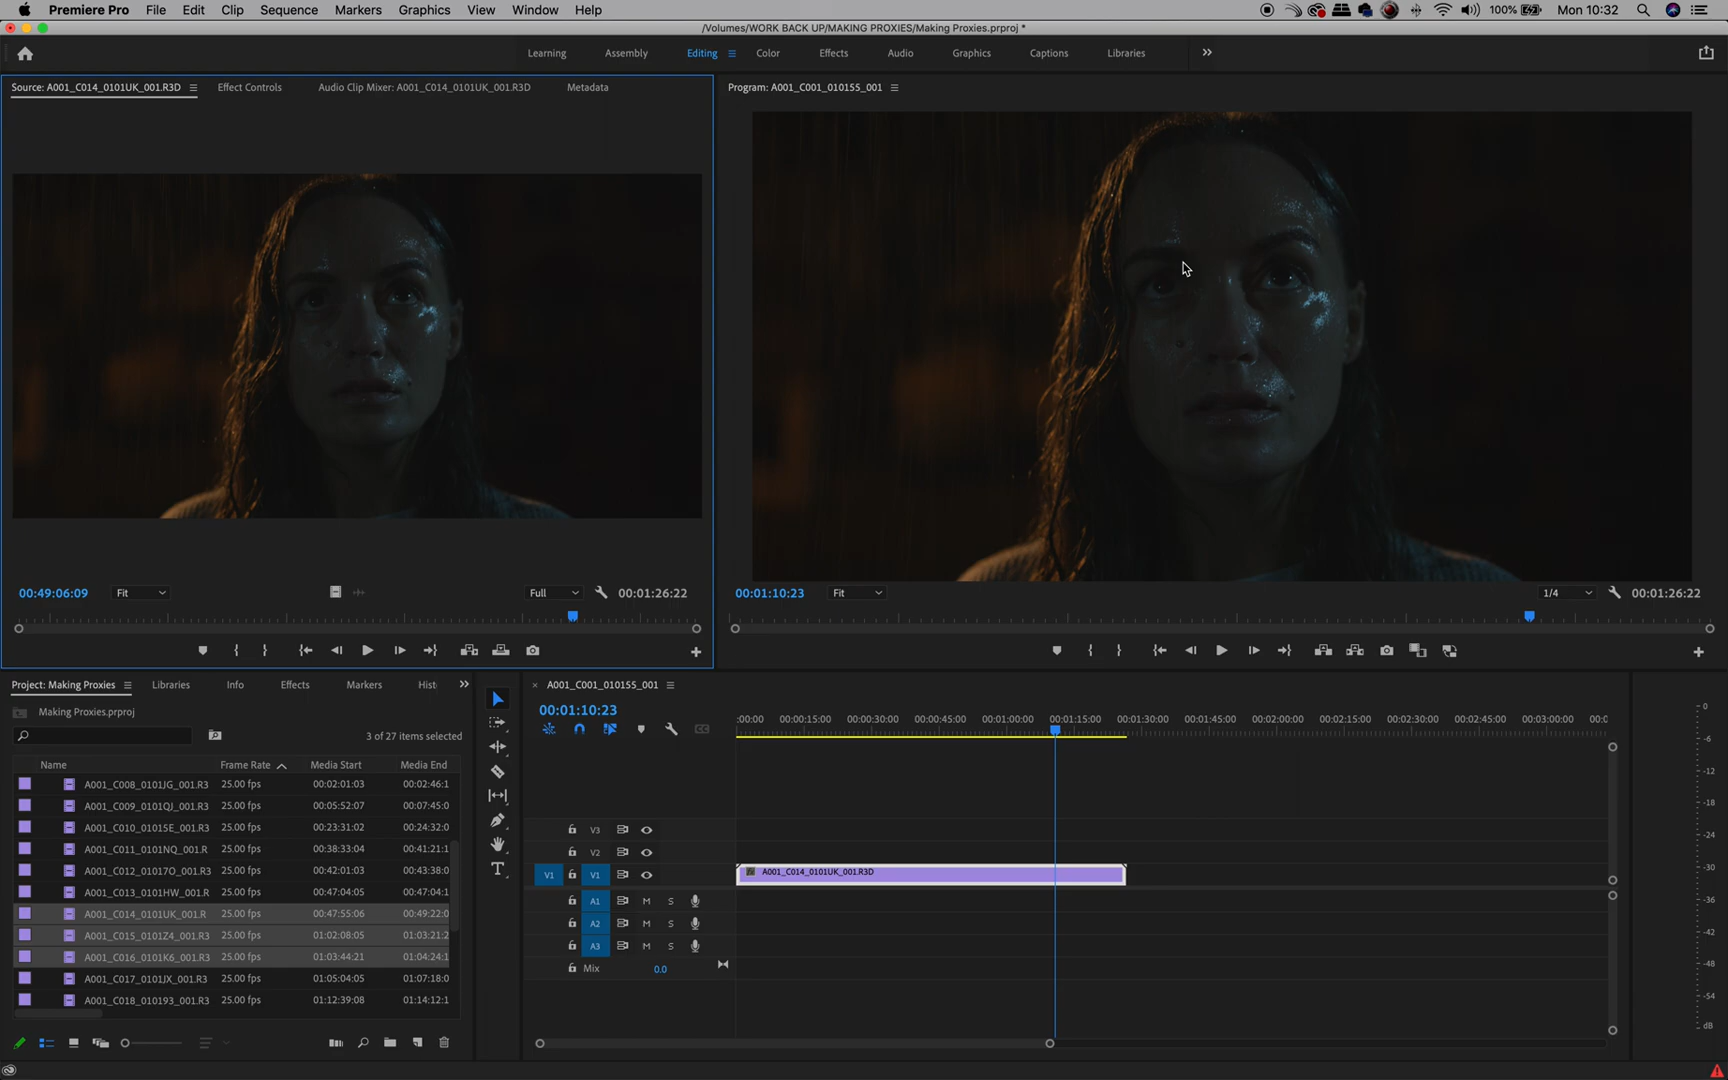 Premiere Pro File Edit Clip Sequence Markers Graphics View Window Help 100% Mon 10:32
/Volumes/WORK BACK UP/MAKING PROXIES/Making Proxies.prproj *
Learning Assembly Editing Color Effects Audio Graphics Captions Libraries
Source: A001_C014_0101UK_001.R3D Effect Controls Audio Clip Mixer: A001_C014_0101UK_001.R3D Metadata
Program: A001_C001_010155_001
00:49:06:09 Fit Full 00:01:26:22
00:01:10:23 Fit 1/4 00:01:26:22
Project: Making Proxies Libraries Info Effects Markers Hist
Making Proxies.prproj
3 of 27 items selected
Name Frame Rate Media Start Media End
A001_C008_0101JG_001.R3 25.00 fps 00:02:01:03 00:02:46:1
A001_C009_0101QJ_001.R3 25.00 fps 00:05:52:07 00:07:45:0
A001_C010_0101SE_001.R3 25.00 fps 00:23:31:02 00:24:32:0
A001_C011_0101NQ_001.R 25.00 fps 00:38:33:04 00:41:21:1
A001_C012_01017O_001.R3 25.00 fps 00:42:01:03 00:43:38:0
A001_C013_0101HW_001.R 25.00 fps 00:47:04:05 00:47:04:1
A001_C014_0101UK_001.R 25.00 fps 00:47:55:06 00:49:22:0
A001_C015_0101Z4_001.R3 25.00 fps 01:02:08:05 01:03:21:2
A001_C016_0101K6_001.R3 25.00 fps 01:03:44:21 01:04:24:1
A001_C017_0101JX_001.R3 25.00 fps 01:05:04:05 01:07:18:0
A001_C018_010193_001.R3 25.00 fps 01:12:39:08 01:14:12:1
A001_C001_010155_001
00:01:10:23
:00:00 00:00:15:00 00:00:30:00 00:00:45:00 00:01:00:00 00:01:15:00 00:01:30:00 00:01:45:00 00:02:00:00 00:02:15:00 00:02:30:00 00:02:45:00 00:03:00:00 00:0
V3
V2
V1 V1 A001_C014_0101UK_001.R3D
A1 M S
A2 M S
A3 M S
Mix 0.0
0
-6
-12
-18
-24
-30
-36
-42
-48
-54
dB